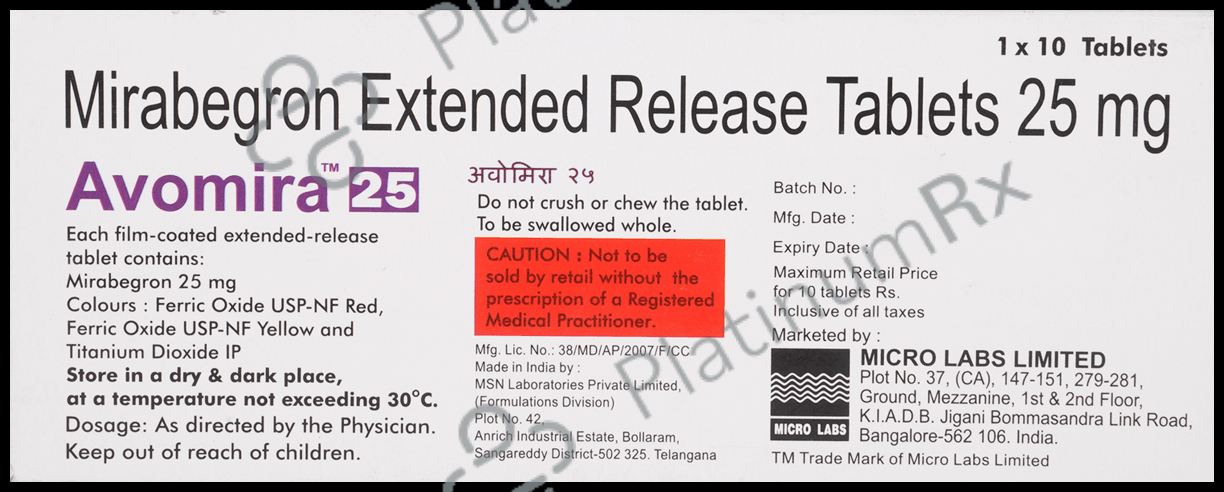 1 x 10 Tablets
Mirabegron Extended Release Tablets 25 mg
Avomira™ 25
Each film-coated extended-release
tablet contains:
Mirabegron 25 mg
Colours : Ferric Oxide USP-NF Red,
Ferric Oxide USP-NF Yellow and
Titanium Dioxide IP
Store in a dry & dark place,
at a temperature not exceeding 30°C.
Dosage: As directed by the Physician.
Keep out of reach of children.
अवोमिरा २५
Do not crush or chew the tablet.
To be swallowed whole.
CAUTION : Not to be
sold by retail without the
prescription of a Registered
Medical Practitioner.
Mfg. Lic. No.: 38/MD/AP/2007/F/CC
Made in India by :
MSN Laboratories Private Limited,
(Formulations Division)
Plot No. 42,
Anrich Industrial Estate, Bollaram,
Sangareddy District-502 325. Telangana
Batch No. :
Mfg. Date :
Expiry Date :
Maximum Retail Price
for 10 tablets Rs.
Inclusive of all taxes
Marketed by :
MICRO LABS
MICRO LABS LIMITED
Plot No. 37, (CA), 147-151, 279-281,
Ground, Mezzanine, 1st & 2nd Floor,
K.I.A.D.B. Jigani Bommasandra Link Road,
Bangalore-562 106. India.
TM Trade Mark of Micro Labs Limited
PlatinumRx